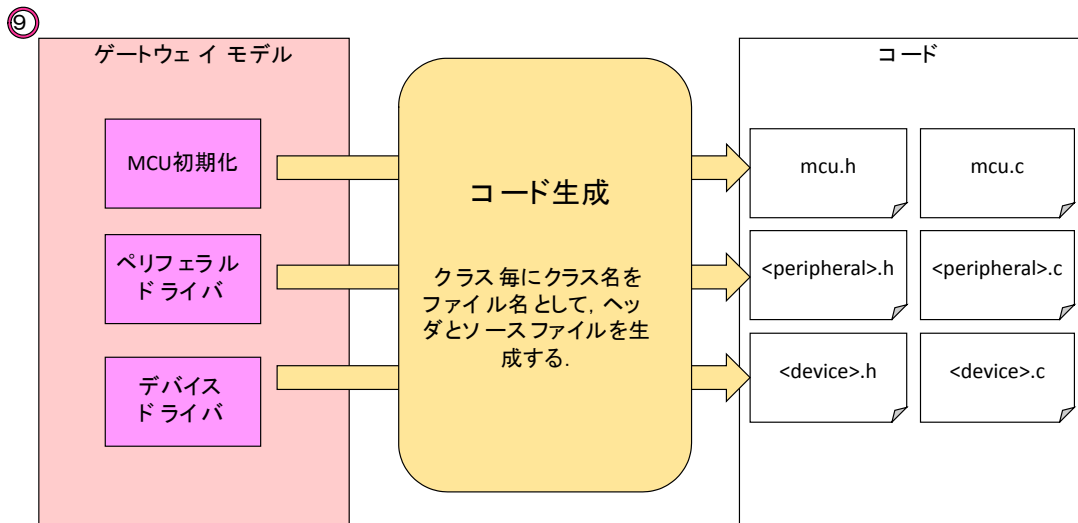 ⑨
ゲートウェイ モデル
MCU初期化
ペリフェラル
ドライバ
デバイス
ドライバ
コード生成
クラス毎にクラス名を
ファイル名として, ヘッ
ダとソースファイルを生
成する.
コード
mcu.h
mcu.c
<peripheral>.h
<peripheral>.c
<device>.h
<device>.c